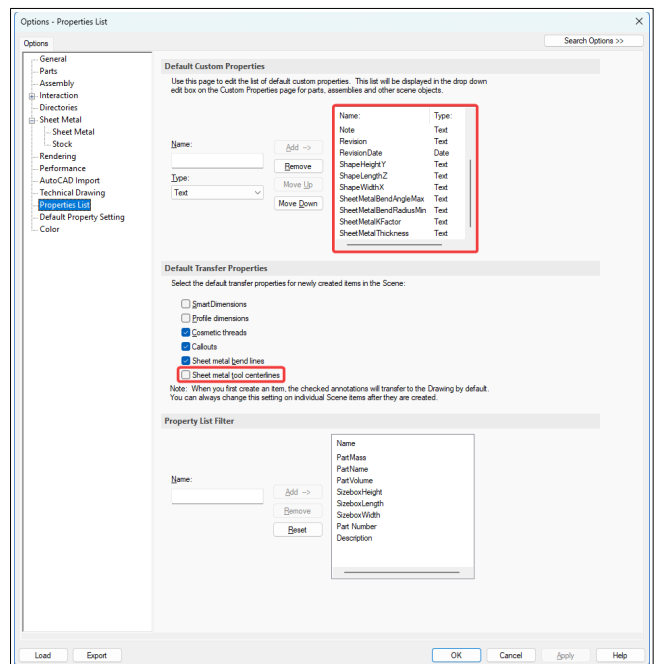 Options - Properties List
Search Options >>
Options
General
Parts
Assembly
Interaction
Directories
Sheet Metal
Sheet Metal
Stock
Rendering
Performance
AutoCAD Import
Technical Drawing
Properties List
Default Property Setting
Color
Default Custom Properties
Use this page to edit the list of default custom properties. This list will be displayed in the drop down
edit box on the Custom Properties page for parts, assemblies and other scene objects.
Name:
Type:
Text
Add ->
Remove
Move Up
Move Down
Name: Type:
Note Text
Revision Text
RevisionDate Date
ShapeHeightY Text
ShapeLengthZ Text
ShapeWidthX Text
SheetMetalBendAngleMax Text
SheetMetalBendRadiusMin Text
SheetMetalKFactor Text
SheetMetalThickness Text
Default Transfer Properties
Select the default transfer properties for newly created items in the Scene:
SmartDimensions
Profile dimensions
Cosmetic threads
Callouts
Sheet metal bend lines
Sheet metal tool centerlines
Note: When you first create an item, the checked annotations will transfer to the Drawing by default.
You can always change this setting on individual Scene items after they are created.
Property List Filter
Name:
Add ->
Remove
Reset
Name
PartMass
PartName
PartVolume
SizeboxHeight
SizeboxLength
SizeboxWidth
Part Number
Description
Load
Export
OK
Cancel
Apply
Help